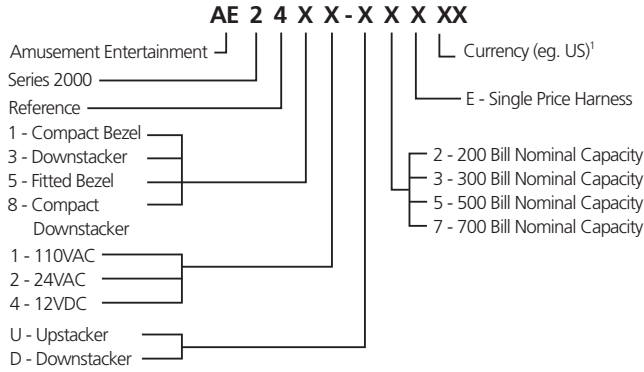 AE 2 4 X X - X X X XX
Amusement Entertainment
Series 2000
Reference
1 - Compact Bezel
3 - Downstacker
5 - Fitted Bezel
8 - Compact
Downstacker
1 - 110VAC
2 - 24VAC
4 - 12VDC
U - Upstacker
D - Downstacker
Currency (eg. US)¹
E - Single Price Harness
2 - 200 Bill Nominal Capacity
3 - 300 Bill Nominal Capacity
5 - 500 Bill Nominal Capacity
7 - 700 Bill Nominal Capacity